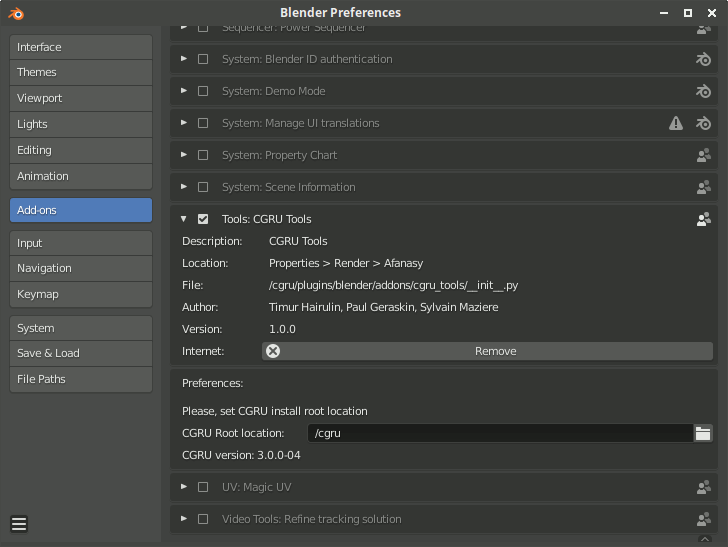 Blender Preferences
Interface
Themes
Viewport
Lights
Editing
Animation
Add-ons
Input
Navigation
Keymap
System
Save & Load
File Paths
Sequencer: Power Sequencer
System: Blender ID authentication
System: Demo Mode
System: Manage UI translations
System: Property Chart
System: Scene Information
Tools: CGRU Tools
Description: CGRU Tools
Location: Properties > Render > Afanasy
File: /cgru/plugins/blender/addons/cgru_tools/__init__.py
Author: Timur Hairulin, Paul Geraskin, Sylvain Maziere
Version: 1.0.0
Internet: Remove
Preferences:
Please, set CGRU install root location
CGRU Root location: /cgru
CGRU version: 3.0.0-04
UV: Magic UV
Video Tools: Refine tracking solution